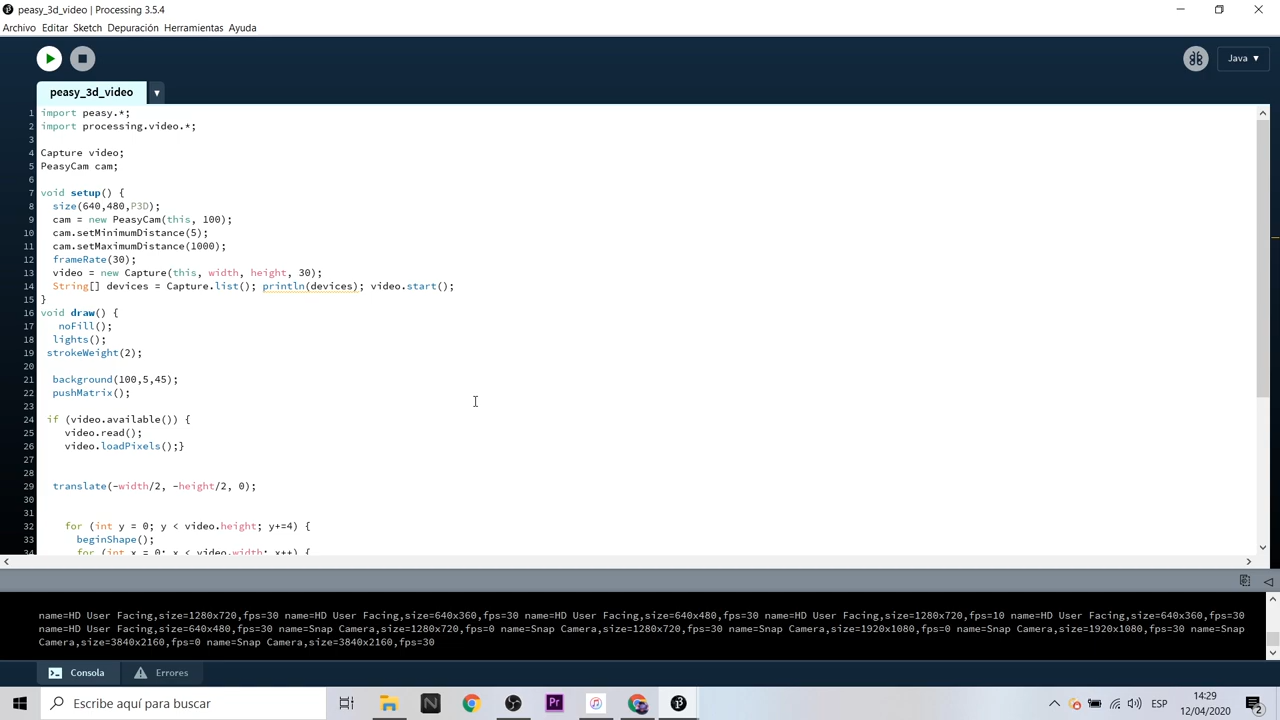 peasy_3d_video | Processing 3.5.4
Archivo Editar Sketch Depuración Herramientas Ayuda
Java ▾
peasy_3d_video ▾
1 import peasy.*;
2 import processing.video.*;
3
4 Capture video;
5 PeasyCam cam;
6
7 void setup() {
8 size(640,480,P3D);
9 cam = new PeasyCam(this, 100);
10 cam.setMinimumDistance(5);
11 cam.setMaximumDistance(1000);
12 frameRate(30);
13 video = new Capture(this, width, height, 30);
14 String[] devices = Capture.list(); println(devices); video.start();
15 }
16 void draw() {
17 noFill();
18 lights();
19 strokeWeight(2);
20
21 background(100,5,45);
22 pushMatrix();
23
24 if (video.available()) {
25 video.read();
26 video.loadPixels();}
27
28
29 translate(-width/2, -height/2, 0);
30
31
32 for (int y = 0; y < video.height; y+=4) {
33 beginShape();
34 for (int x = 0; x < video.width; x++) {
name=HD User Facing,size=1280x720,fps=30 name=HD User Facing,size=640x360,fps=30 name=HD User Facing,size=640x480,fps=30 name=HD User Facing,size=1280x720,fps=10 name=HD User Facing,size=640x360,fps=30
name=HD User Facing,size=640x480,fps=30 name=Snap Camera,size=1280x720,fps=0 name=Snap Camera,size=1280x720,fps=30 name=Snap Camera,size=1920x1080,fps=0 name=Snap Camera,size=1920x1080,fps=30 name=Snap
Camera,size=3840x2160,fps=0 name=Snap Camera,size=3840x2160,fps=30
Consola Errores
Escribe aquí para buscar
N
Pr
ESP
14:29
12/04/2020
2